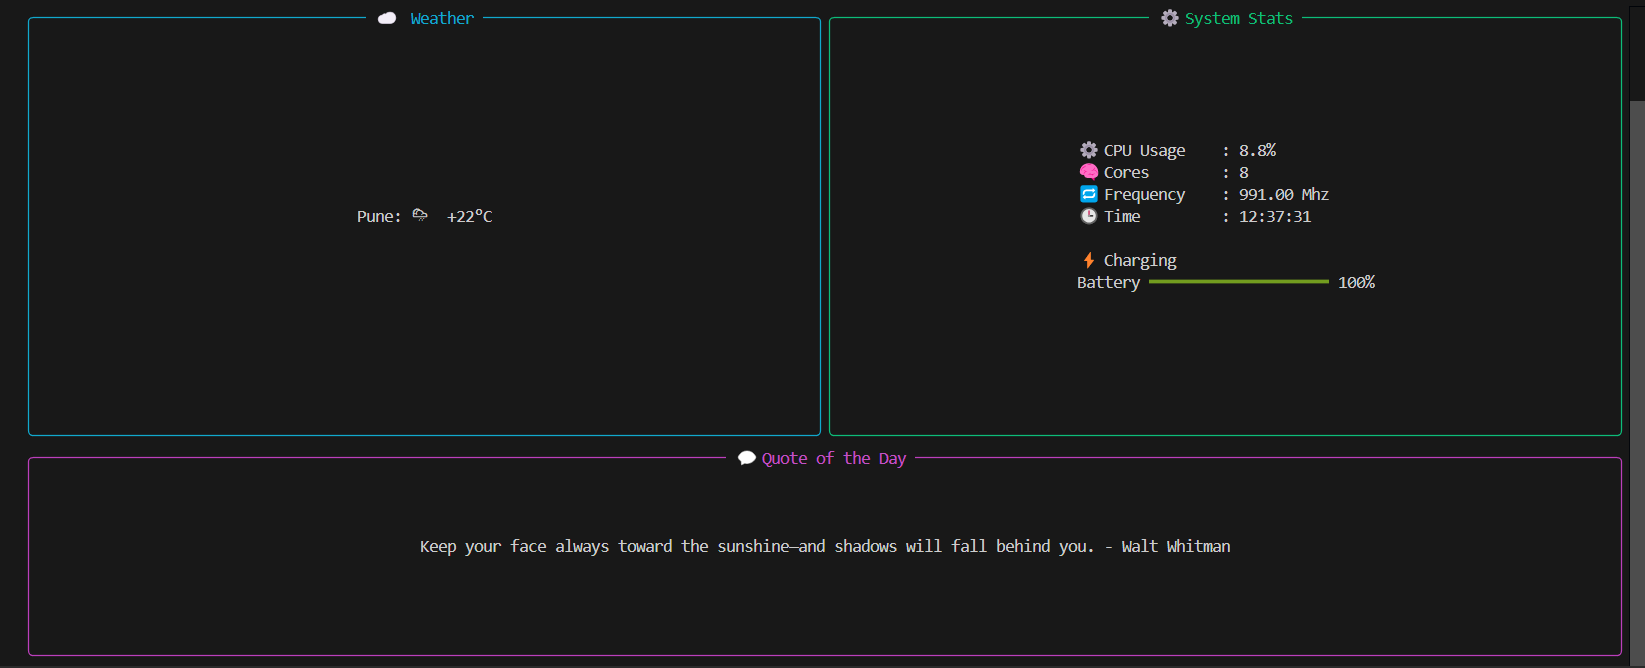 ☁️ Weather
Pune: 🌦 +22°C
⚙️ System Stats
⚙️ CPU Usage : 8.8%
🧠 Cores : 8
🔁 Frequency : 991.00 Mhz
🕒 Time : 12:37:31
⚡ Charging
Battery 100%
💬 Quote of the Day
Keep your face always toward the sunshine—and shadows will fall behind you. - Walt Whitman